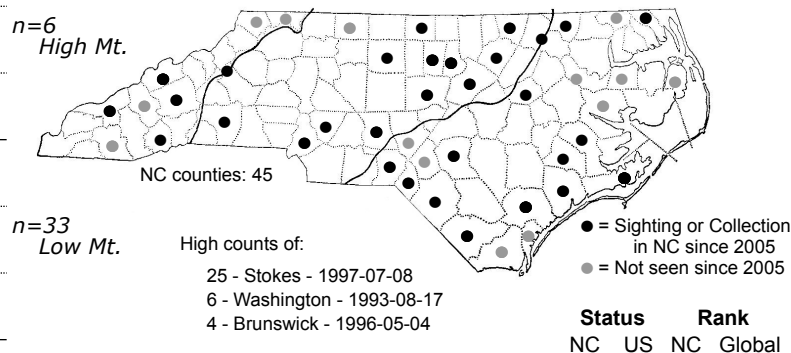 n=6
High Mt.
NC counties: 45
n=33
Low Mt.
High counts of:
25 - Stokes - 1997-07-08
6 - Washington - 1993-08-17
4 - Brunswick - 1996-05-04
= Sighting or Collection
in NC since 2005
= Not seen since 2005
Status Rank
NC US NC Global